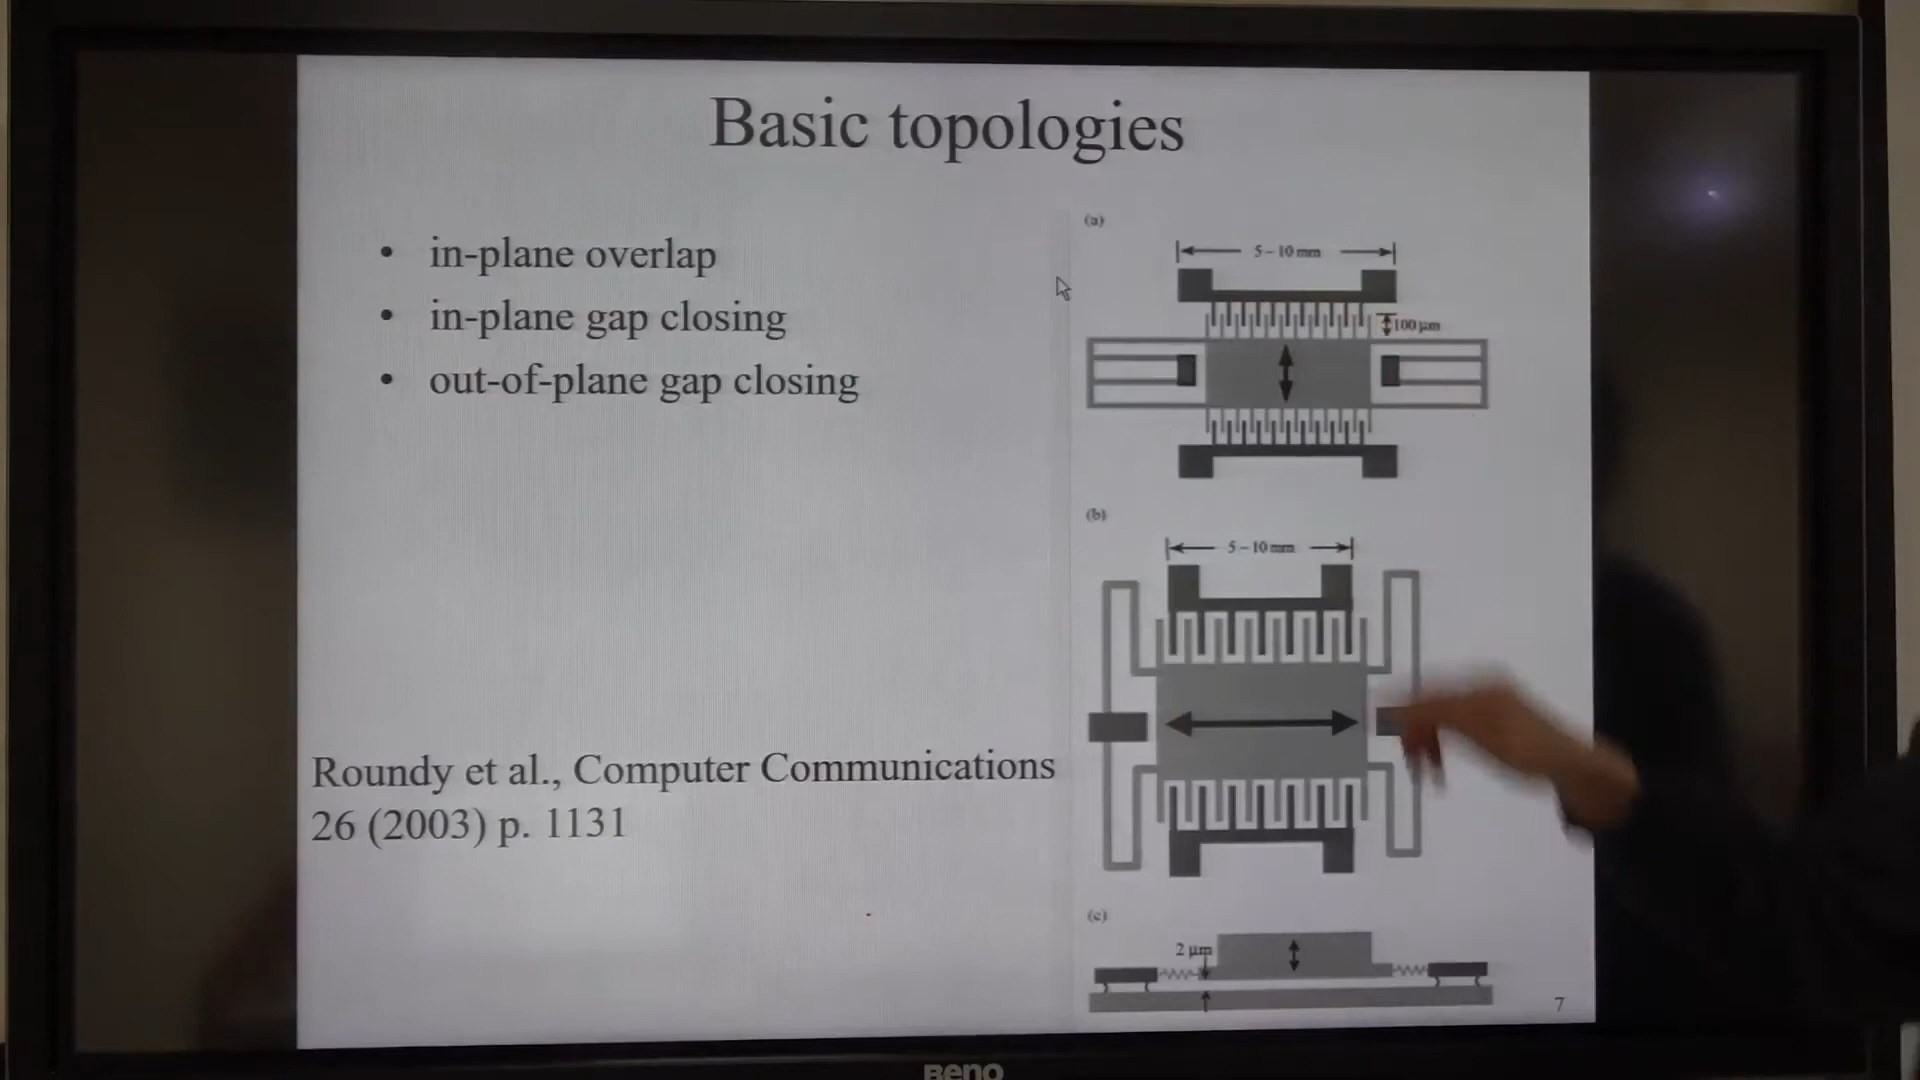 Basic topologies
• in-plane overlap
• in-plane gap closing
• out-of-plane gap closing
Roundy et al., Computer Communications
26 (2003) p. 1131
(a)
5 – 10 mm
100 µm
(b)
5 – 10 mm
(c)
2 µm
7
BenQ